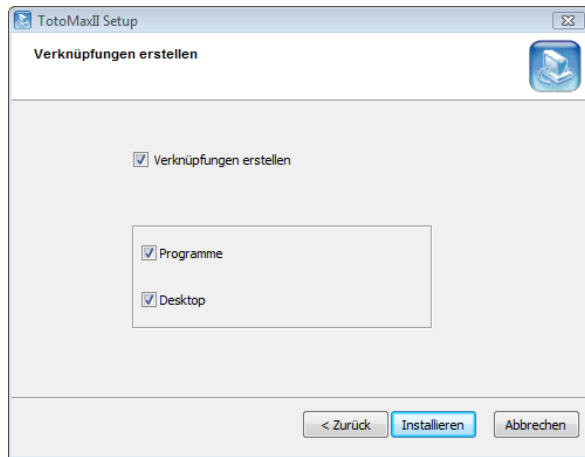 TotoMaxII Setup
Verknüpfungen erstellen
Verknüpfungen erstellen
Programme
Desktop
< Zurück Installieren Abbrechen